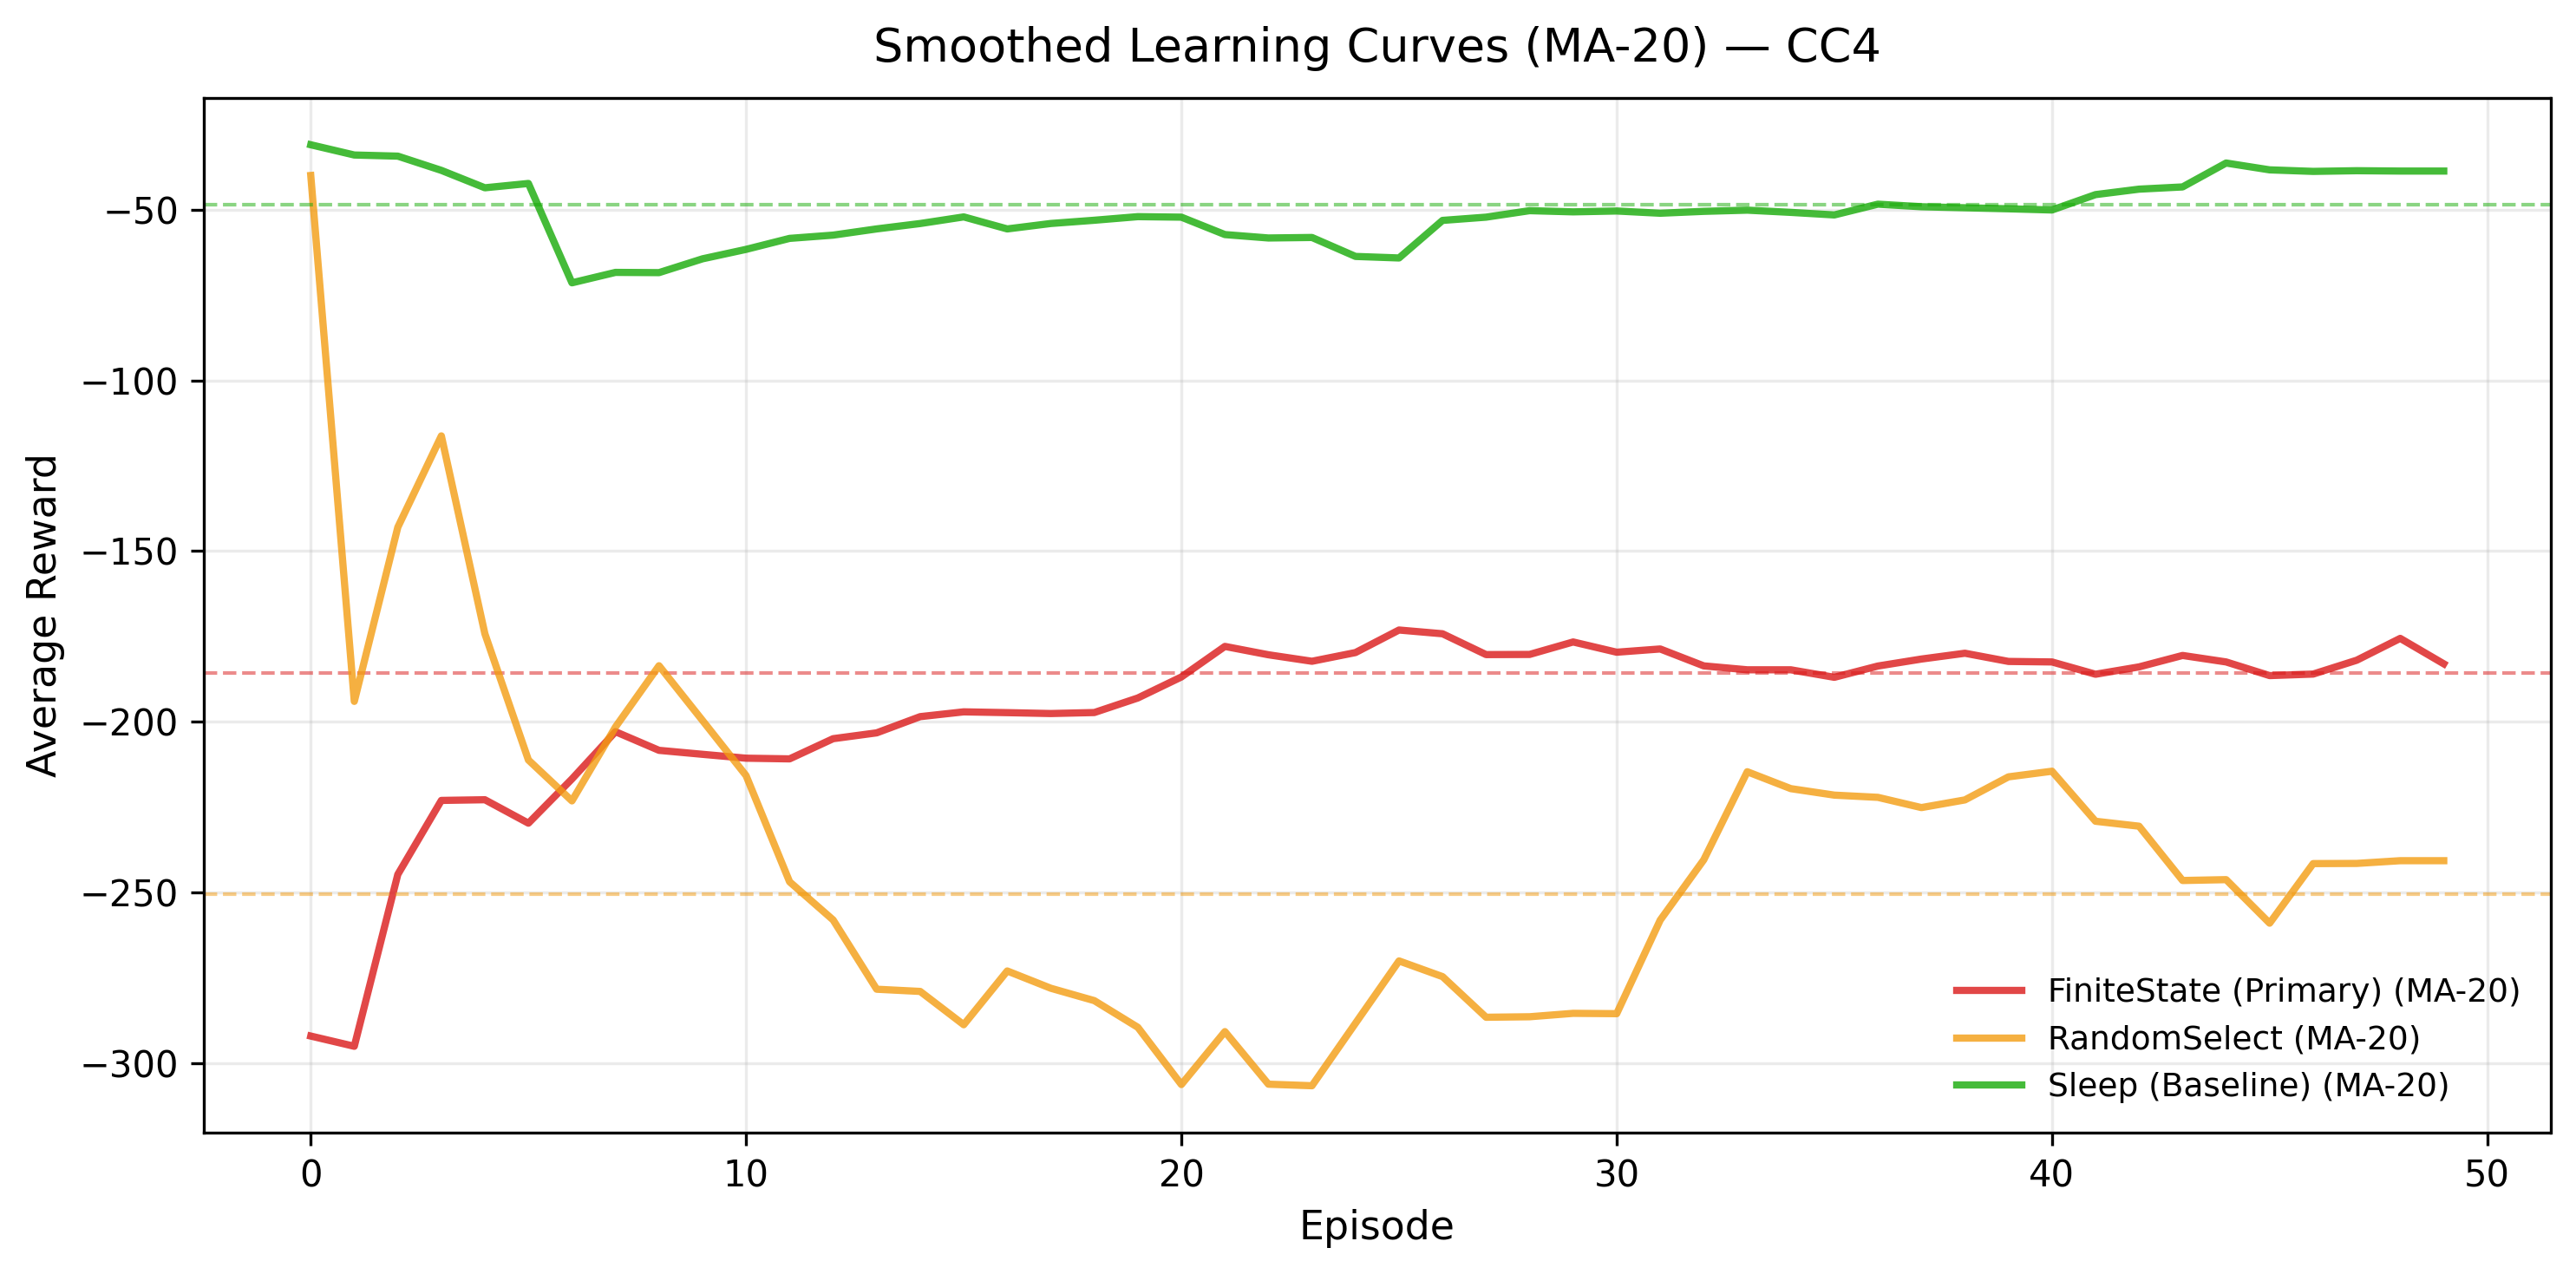 Smoothed Learning Curves (MA-20) — CC4
Average Reward
−50
−100
−150
−200
−250
−300
0
10
20
30
40
50
Episode
FiniteState (Primary) (MA-20)
RandomSelect (MA-20)
Sleep (Baseline) (MA-20)